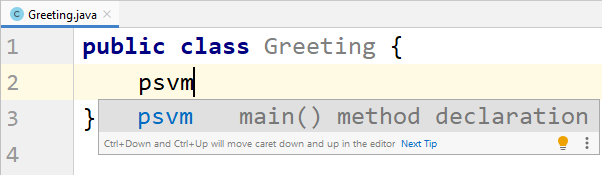 Greeting.java
1 public class Greeting {
2 psvm
3 }
psvm main() method declaration
Ctrl+Down and Ctrl+Up will move caret down and up in the editor Next Tip
4